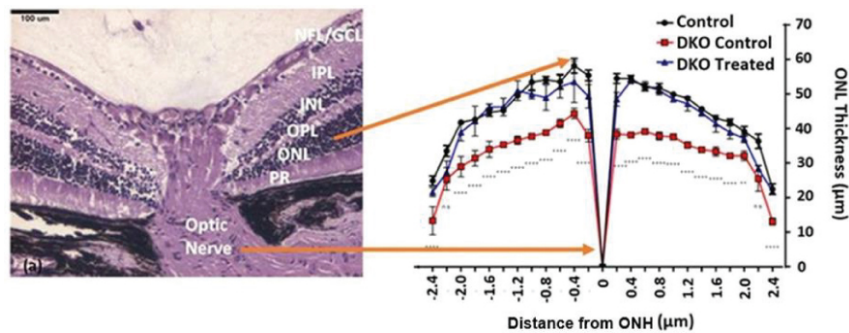 100 um
NFL/GCL
IPL
INL
OPL
ONL
PR
Optic
Nerve
(a)
Control
DKO Control
DKO Treated
70
60
50
40
30
20
10
0
ONL Thickness (µm)
-2.4
-2.0
-1.6
-1.2
-0.8
-0.4
0
0.4
0.8
1.2
1.6
2.0
2.4
Distance from ONH (µm)